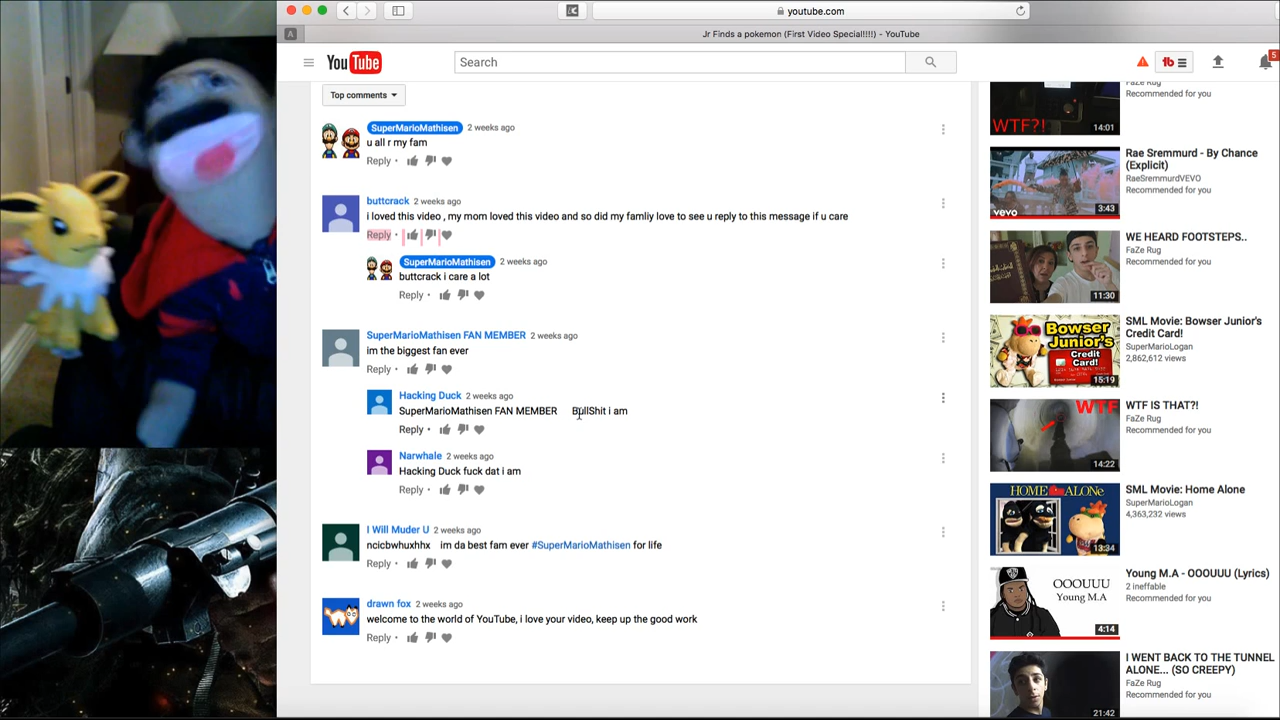 youtube.com
A
Jr Finds a pokemon (First Video Special!!!!) - YouTube
YouTube
Search
5
Top comments
SuperMarioMathisen 2 weeks ago
u all r my fam
Reply •
buttcrack 2 weeks ago
i loved this video , my mom loved this video and so did my famliy love to see u reply to this message if u care
Reply •
SuperMarioMathisen 2 weeks ago
buttcrack i care a lot
Reply •
SuperMarioMathisen FAN MEMBER 2 weeks ago
im the biggest fan ever
Reply •
Hacking Duck 2 weeks ago
SuperMarioMathisen FAN MEMBER BullShit i am
Reply •
Narwhale 2 weeks ago
Hacking Duck fuck dat i am
Reply •
I Will Muder U 2 weeks ago
ncicbwhuxhhx im da best fam ever #SuperMarioMathisen for life
Reply •
drawn fox 2 weeks ago
welcome to the world of YouTube, i love your video, keep up the good work
Reply •
FaZe Rug
Recommended for you
WTF?!
14:01
Rae Sremmurd - By Chance
(Explicit)
RaeSremmurdVEVO
Recommended for you
vevo
3:43
WE HEARD FOOTSTEPS..
FaZe Rug
Recommended for you
11:30
SML Movie: Bowser Junior's
Credit Card!
SuperMarioLogan
2,862,612 views
Bowser
Junior's
Credit
Card!
15:19
WTF IS THAT?!
FaZe Rug
Recommended for you
WTF
14:22
SML Movie: Home Alone
SuperMarioLogan
4,363,232 views
HOME ALONe
13:34
Young M.A - OOOUUU (Lyrics)
2 ineffable
Recommended for you
OOOUUU
Young M.A
4:14
I WENT BACK TO THE TUNNEL
ALONE... (SO CREEPY)
FaZe Rug
Recommended for you
21:42